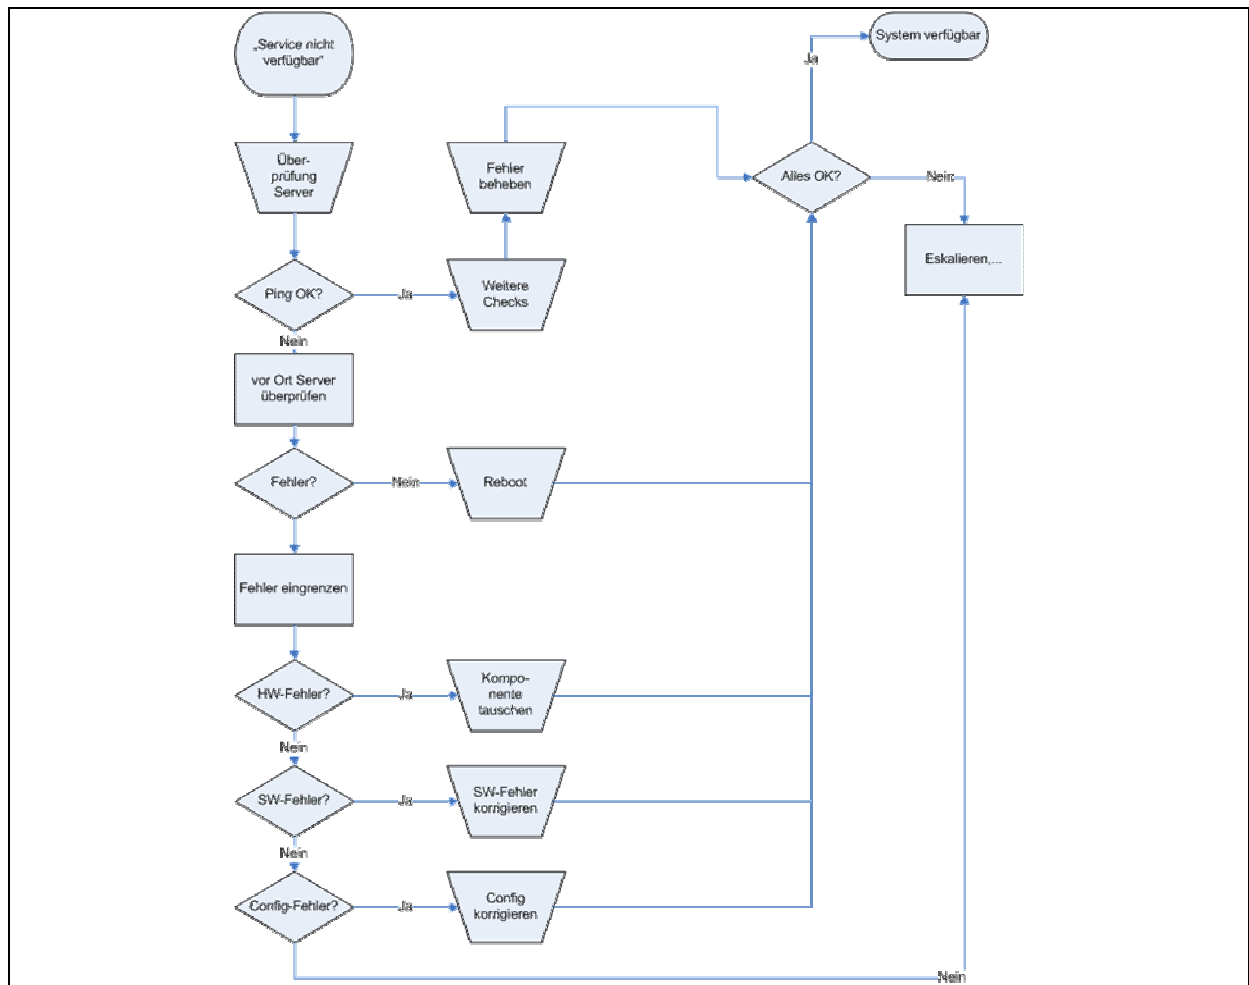 „Service nicht
verfügbar“
System verfügbar
Ja
Über-
prüfung
Server
Fehler
beheben
Alles OK?
Nein
Eskalieren,...
Ping OK?
Ja
Weitere
Checks
Nein
vor Ort Server
überprüfen
Fehler?
Nein
Reboot
Fehler eingrenzen
HW-Fehler?
Ja
Kompo-
nente
tauschen
Nein
SW-Fehler?
Ja
SW-Fehler
korrigieren
Nein
Config-Fehler?
Ja
Config
korrigieren
Nein